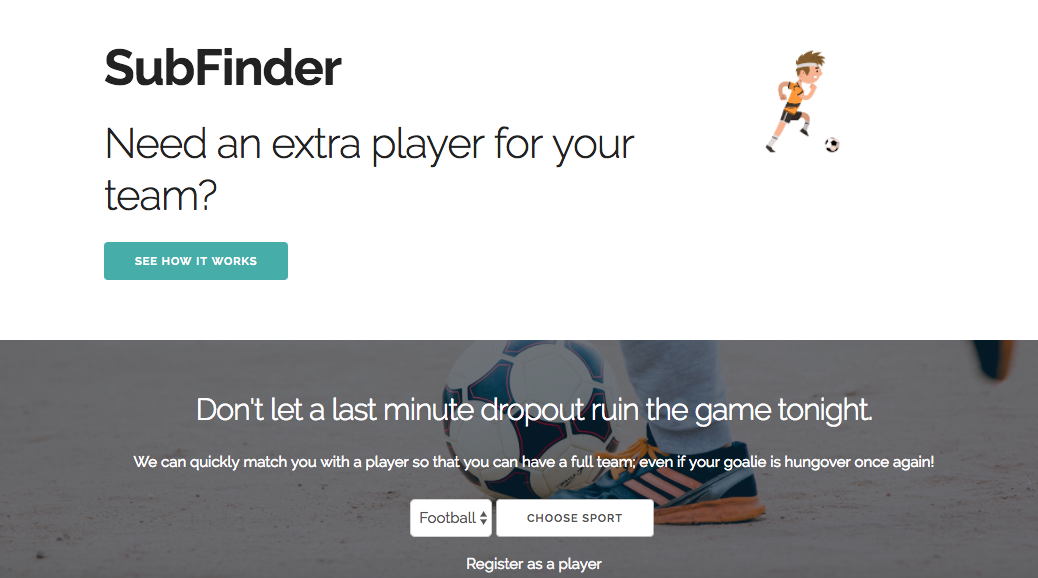 SubFinder
Need an extra player for your
team?
SEE HOW IT WORKS
Don't let a last minute dropout ruin the game tonight.
We can quickly match you with a player so that you can have a full team; even if your goalie is hungover once again!
Football
CHOOSE SPORT
Register as a player